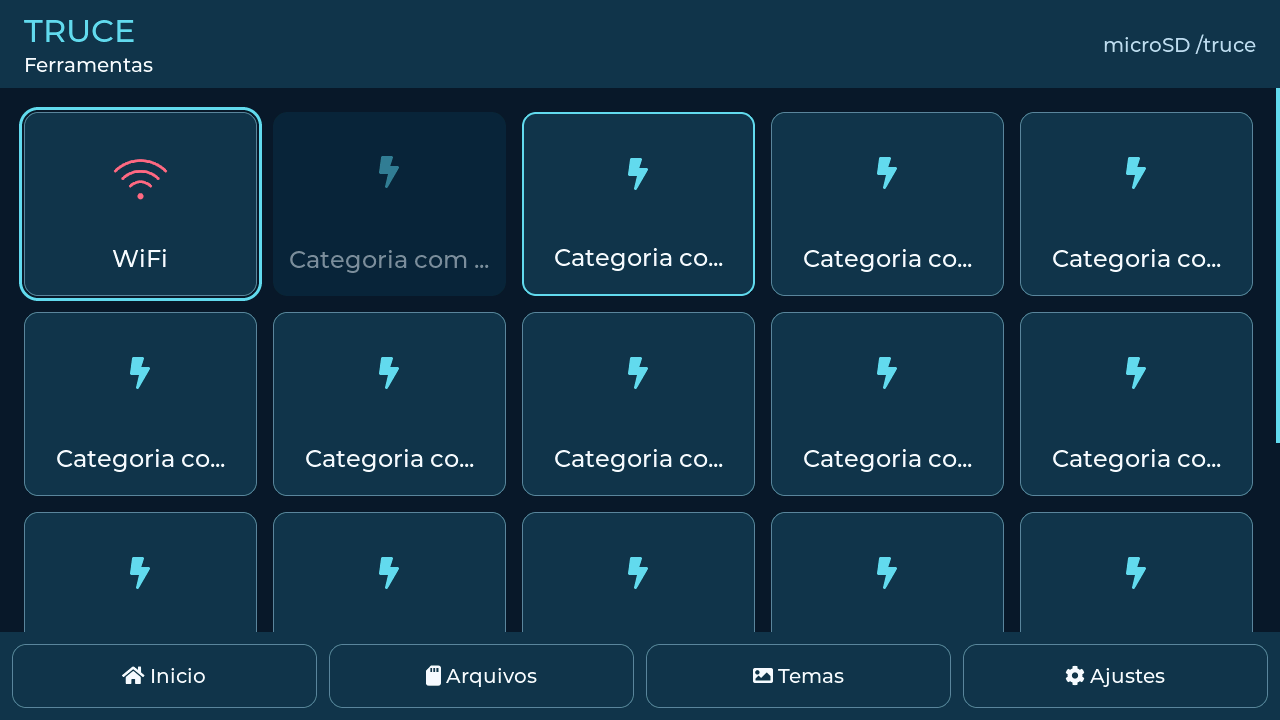 TRUCE
Ferramentas
microSD /truce
WiFi
Categoria com ...
Categoria co...
Categoria co...
Categoria co...
Categoria co...
Categoria co...
Categoria co...
Categoria co...
Categoria co...
Inicio
Arquivos
Temas
Ajustes